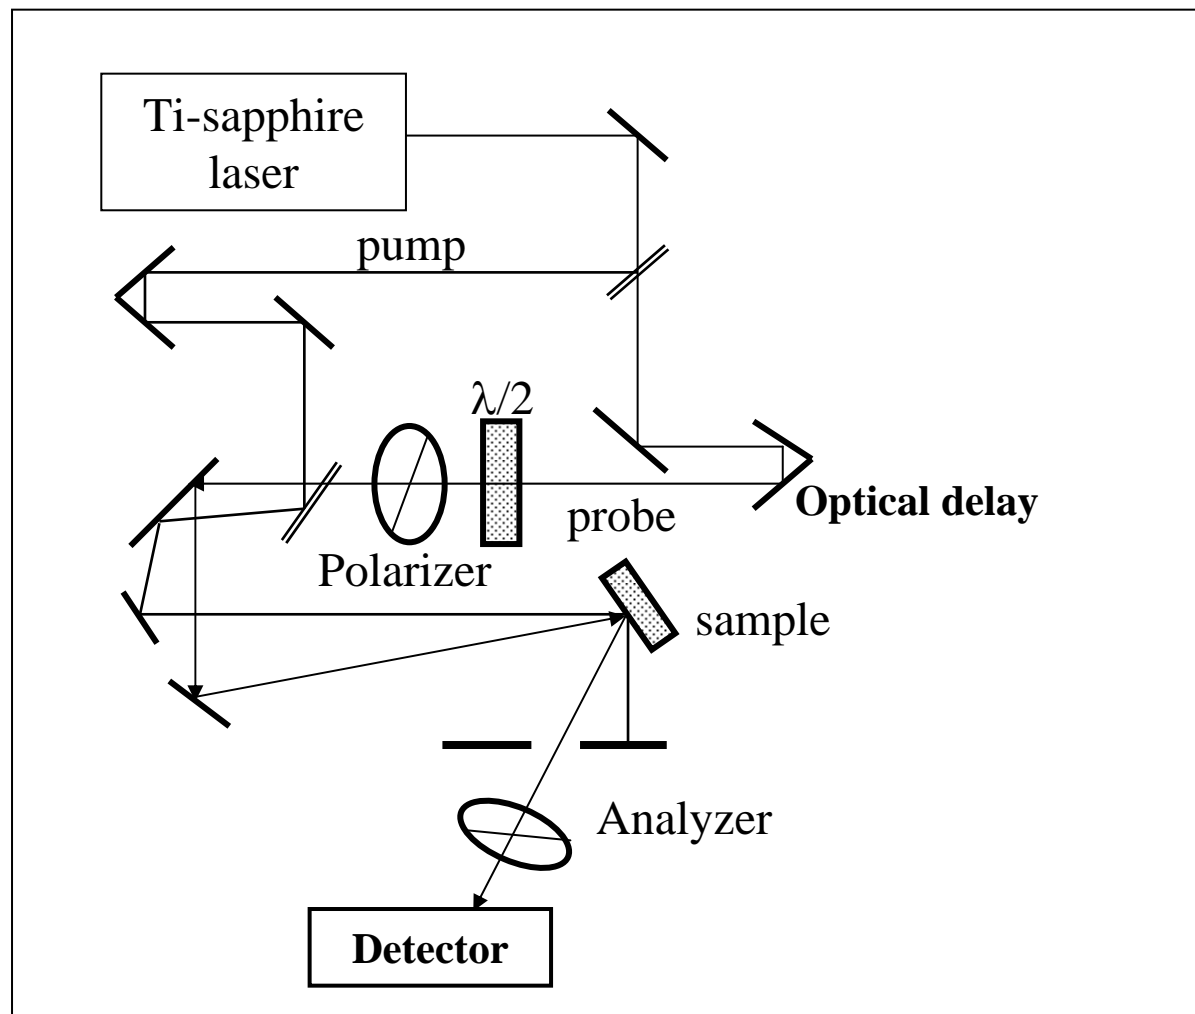 Ti-sapphire
laser
pump
λ/2
probe
Optical delay
Polarizer
sample
Analyzer
Detector